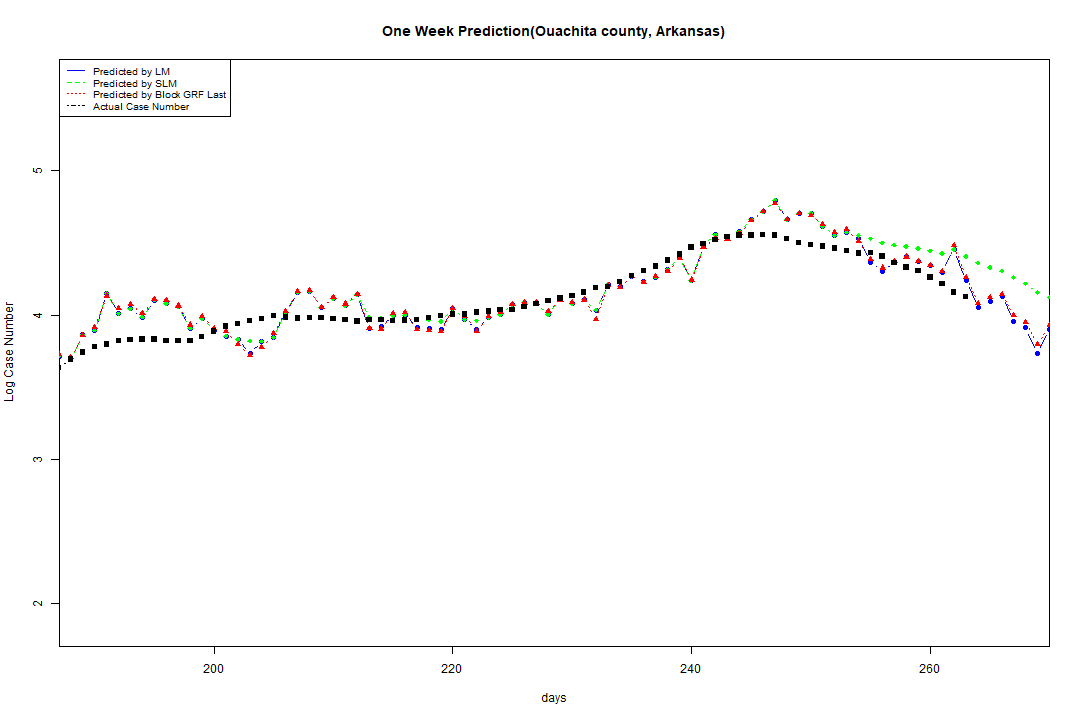 One Week Prediction(Ouachita county, Arkansas)
Predicted by LM
Predicted by SLM
Predicted by Block GRF Last
Actual Case Number
5
4
3
2
Log Case Number
200 220 240 260
days